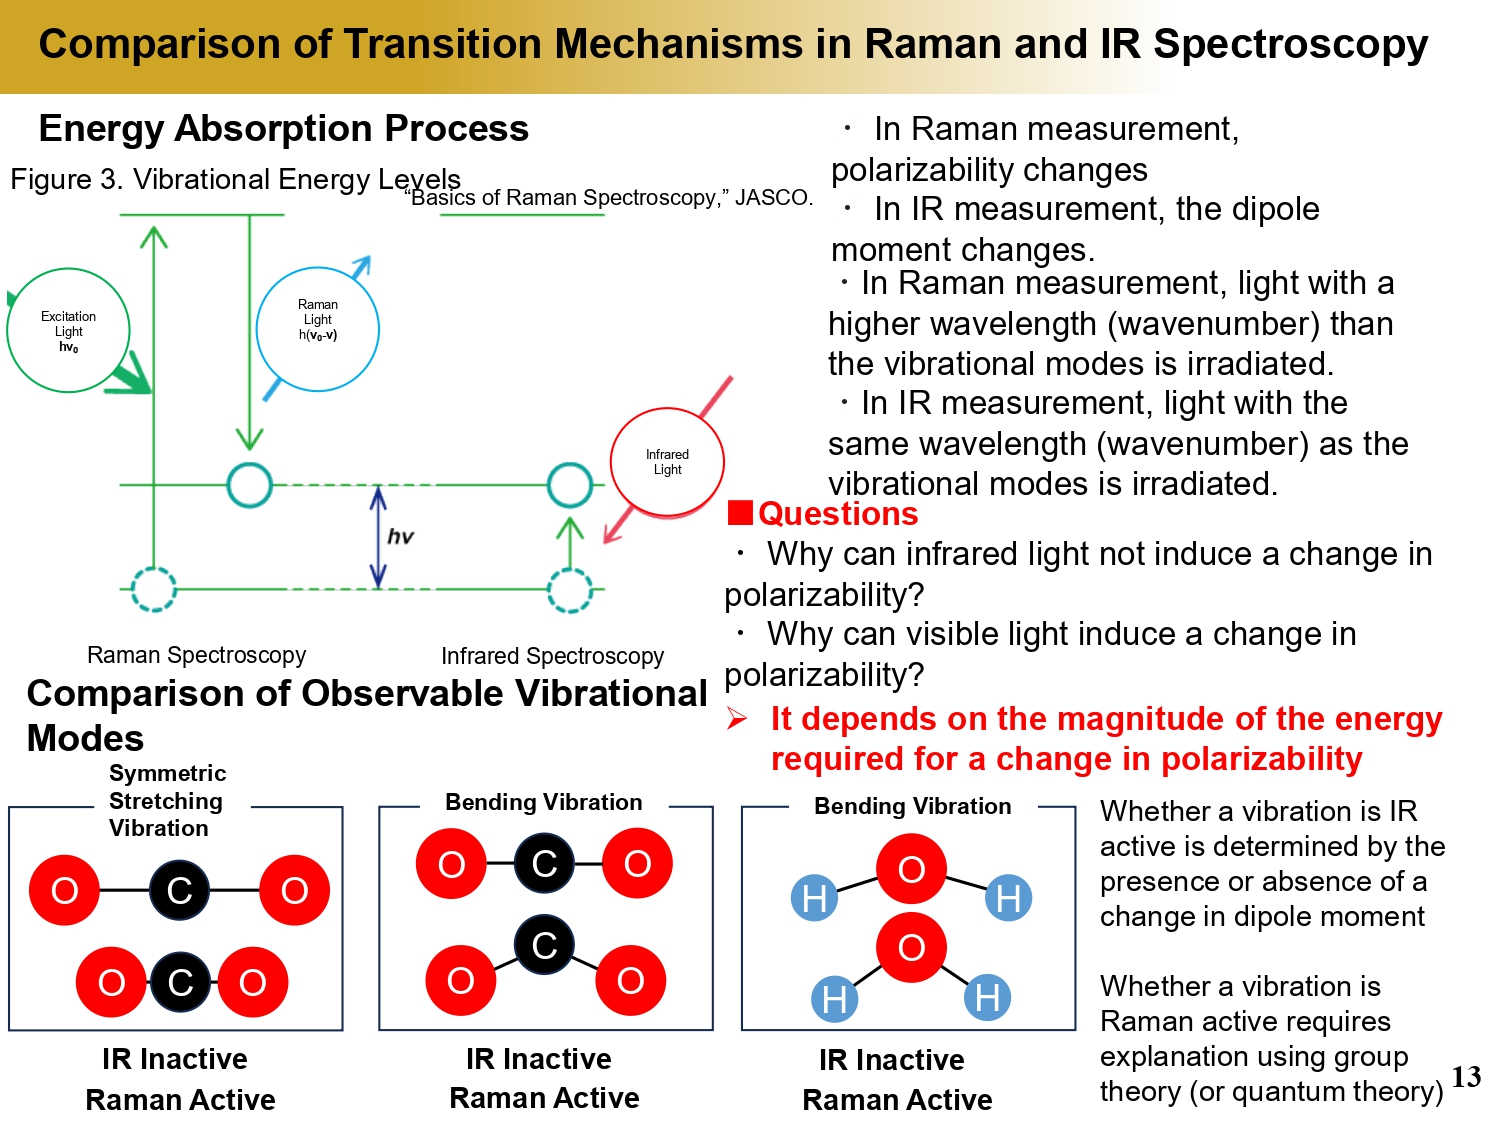 Comparison of Transition Mechanisms in Raman and IR Spectroscopy
Energy Absorption Process
Figure 3. Vibrational Energy Levels
“Basics of Raman Spectroscopy,” JASCO.
Excitation
Light
hν₀
Raman
Light
h(ν₀-ν)
Infrared
Light
hν
Raman Spectroscopy
Infrared Spectroscopy
・ In Raman measurement,
polarizability changes
・ In IR measurement, the dipole
moment changes.
・In Raman measurement, light with a
higher wavelength (wavenumber) than
the vibrational modes is irradiated.
・In IR measurement, light with the
same wavelength (wavenumber) as the
vibrational modes is irradiated.
■Questions
・ Why can infrared light not induce a change in
polarizability?
・ Why can visible light induce a change in
polarizability?
➢ It depends on the magnitude of the energy
required for a change in polarizability
Comparison of Observable Vibrational
Modes
Symmetric
Stretching
Vibration
O C O
O C O
IR Inactive
Raman Active
Bending Vibration
O C O
C
O O
IR Inactive
Raman Active
Bending Vibration
O
H H
O
H H
IR Inactive
Raman Active
Whether a vibration is IR
active is determined by the
presence or absence of a
change in dipole moment
Whether a vibration is
Raman active requires
explanation using group
theory (or quantum theory)
13